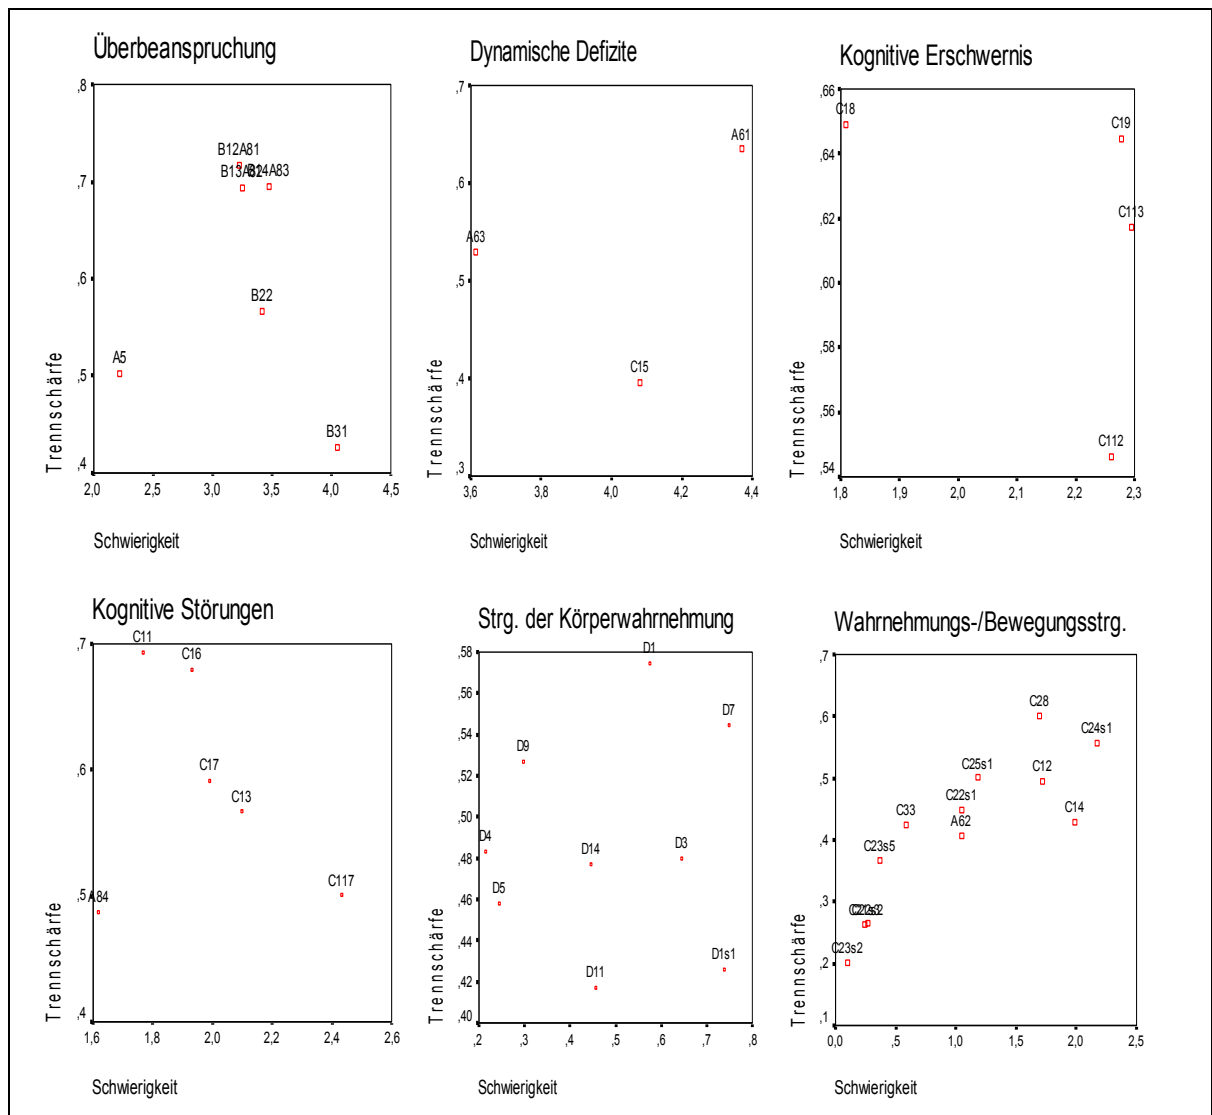 Überbeanspruchung
,8
,7
,6
,5
,4
B12A81
B13A82
B14A83
B22
A5
B31
Trennschärfe
2,0 2,5 3,0 3,5 4,0 4,5
Schwierigkeit
Dynamische Defizite
,7
,6
,5
,4
,3
A61
A63
C15
Trennschärfe
3,6 3,8 4,0 4,2 4,4
Schwierigkeit
Kognitive Erschwernis
,66
,64
,62
,60
,58
,56
,54
C18
C19
C113
C112
Trennschärfe
1,8 1,9 2,0 2,1 2,2 2,3
Schwierigkeit
Kognitive Störungen
,7
,6
,5
,4
C11
C16
C17
C13
C117
A84
Trennschärfe
1,6 1,8 2,0 2,2 2,4 2,6
Schwierigkeit
Strg. der Körperwahrnehmung
,58
,56
,54
,52
,50
,48
,46
,44
,42
,40
D1
D7
D9
D4
D14
D3
D5
D1s1
D11
Trennschärfe
,2 ,3 ,4 ,5 ,6 ,7 ,8
Schwierigkeit
Wahrnehmungs-/Bewegungsstrg.
,7
,6
,5
,4
,3
,2
,1
C28
C24s1
C25s1
C12
C22s1
C33
A62
C14
C23s5
C23s2
Trennschärfe
0,0 ,5 1,0 1,5 2,0 2,5
Schwierigkeit